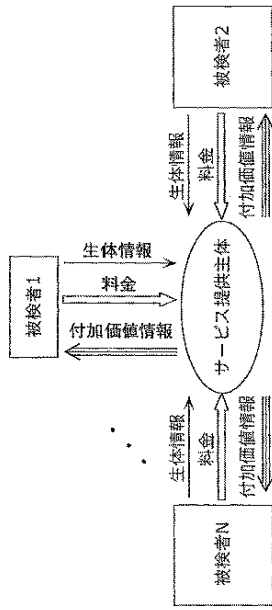 被検者1
生体情報
料金
付加価値情報
サービス提供主体
被検者2
生体情報
料金
付加価値情報
被検者N
生体情報
料金
付加価値情報